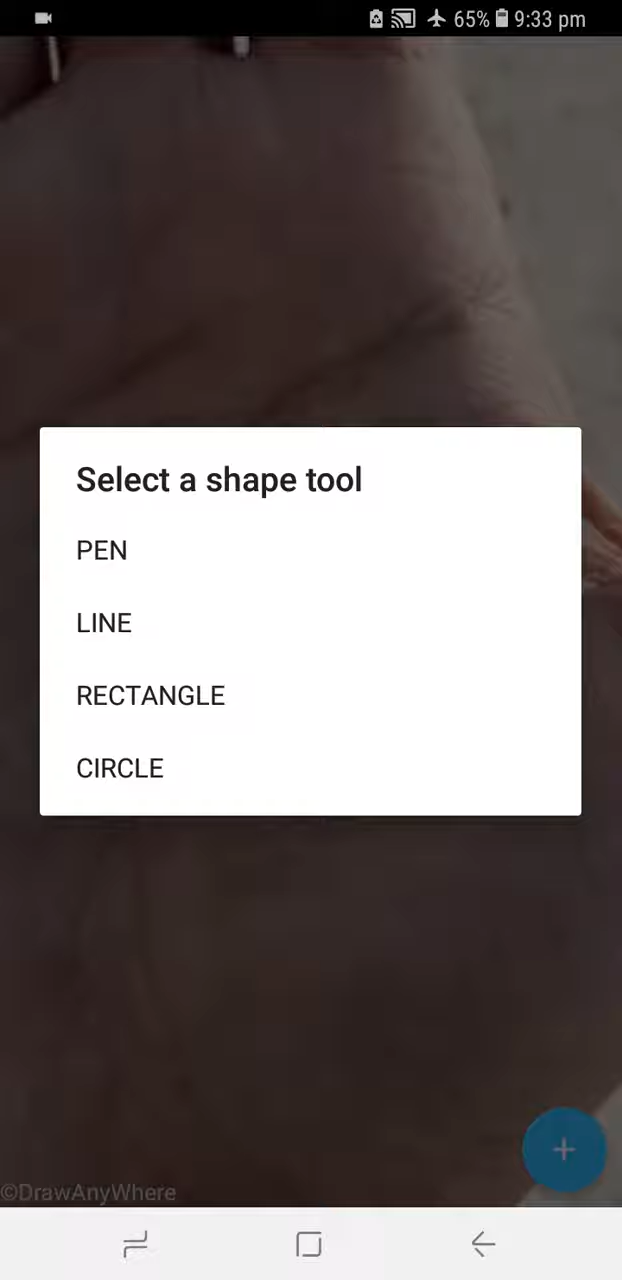 65% 9:33 pm
Select a shape tool
PEN
LINE
RECTANGLE
CIRCLE
©DrawAnyWhere